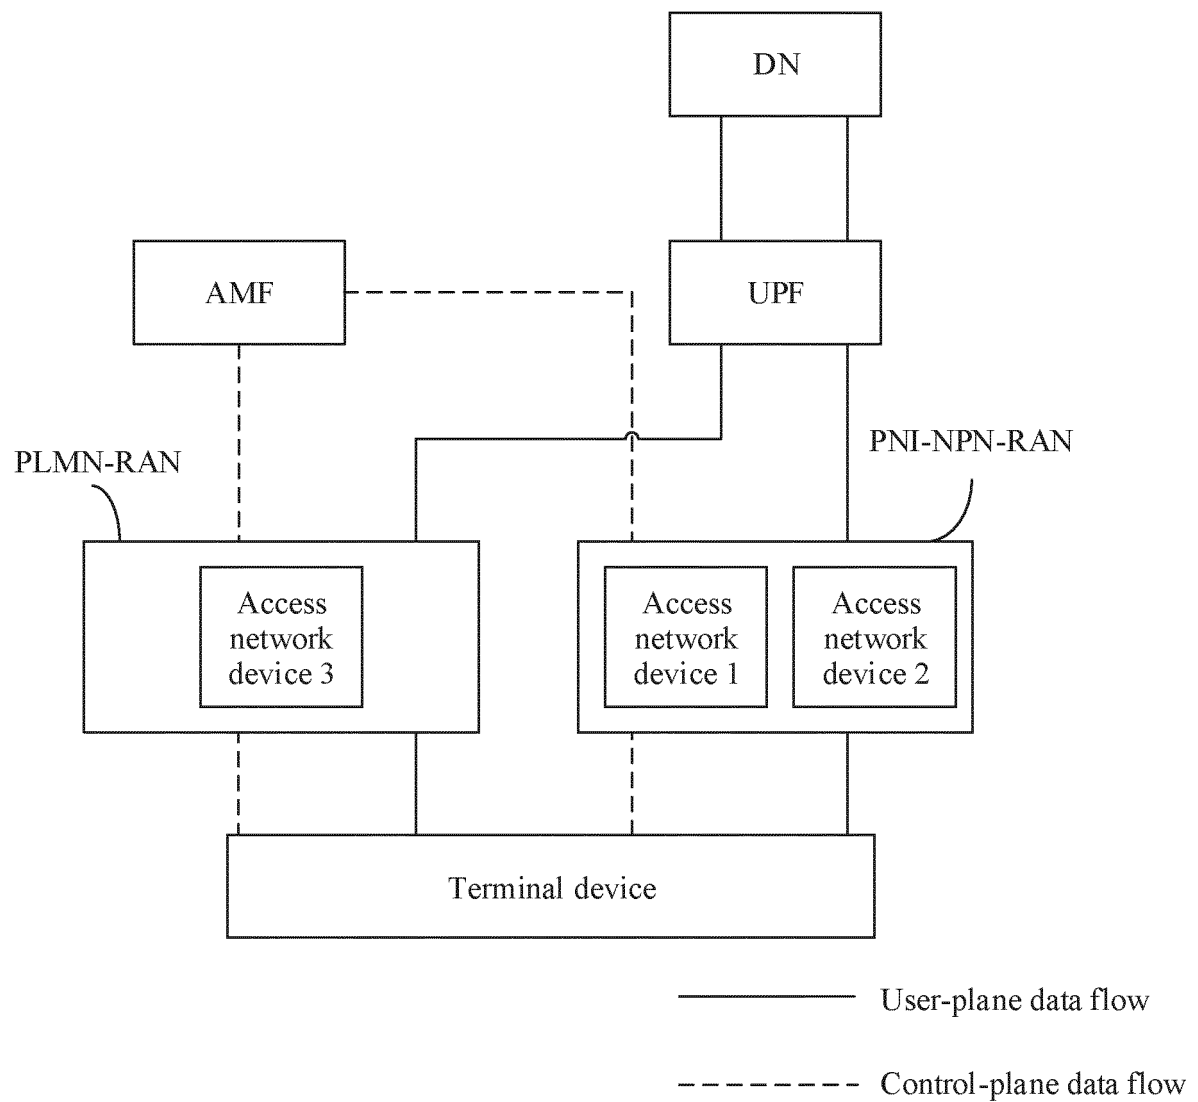 DN
AMF
UPF
PLMN-RAN
PNI-NPN-RAN
Access
network
device 3
Access
network
device 1
Access
network
device 2
Terminal device
User-plane data flow
Control-plane data flow